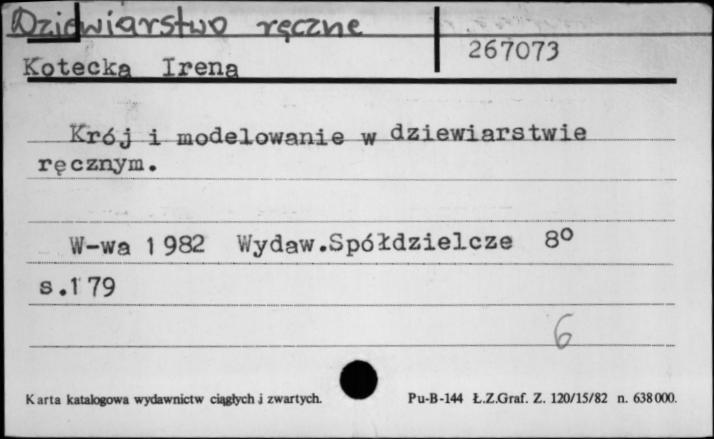 Dziewiarstwo ręczne
267073
Kotecka Irena
Krój i modelowanie w dziewiarstwie
ręcznym.
W-wa 1982 Wydaw.Spółdzielcze 8°
s.179
6
Karta katalogowa wydawnictw ciągłych i zwartych. Pu-B-144 Ł.Z.Graf. Z. 120/15/82 n. 638000.